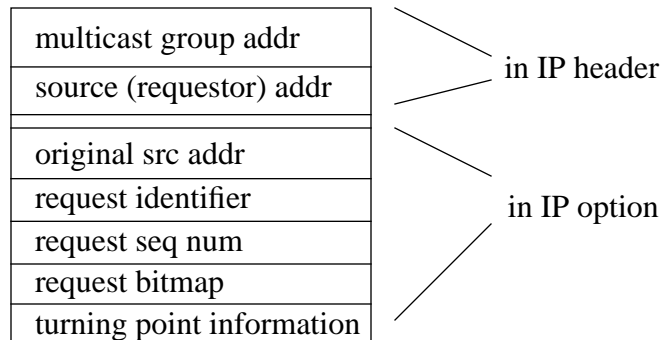 multicast group addr
source (requestor) addr
in IP header
original src addr
request identifier
request seq num
request bitmap
turning point information
in IP option